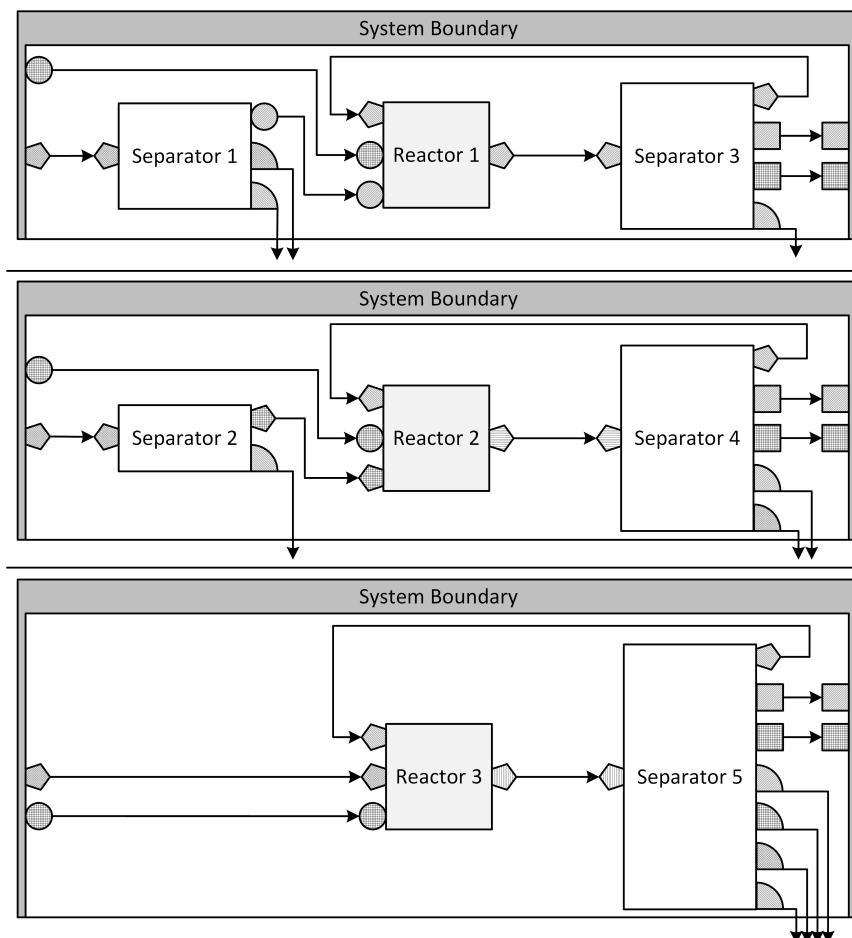 System Boundary
Separator 1
Reactor 1
Separator 3
System Boundary
Separator 2
Reactor 2
Separator 4
System Boundary
Reactor 3
Separator 5